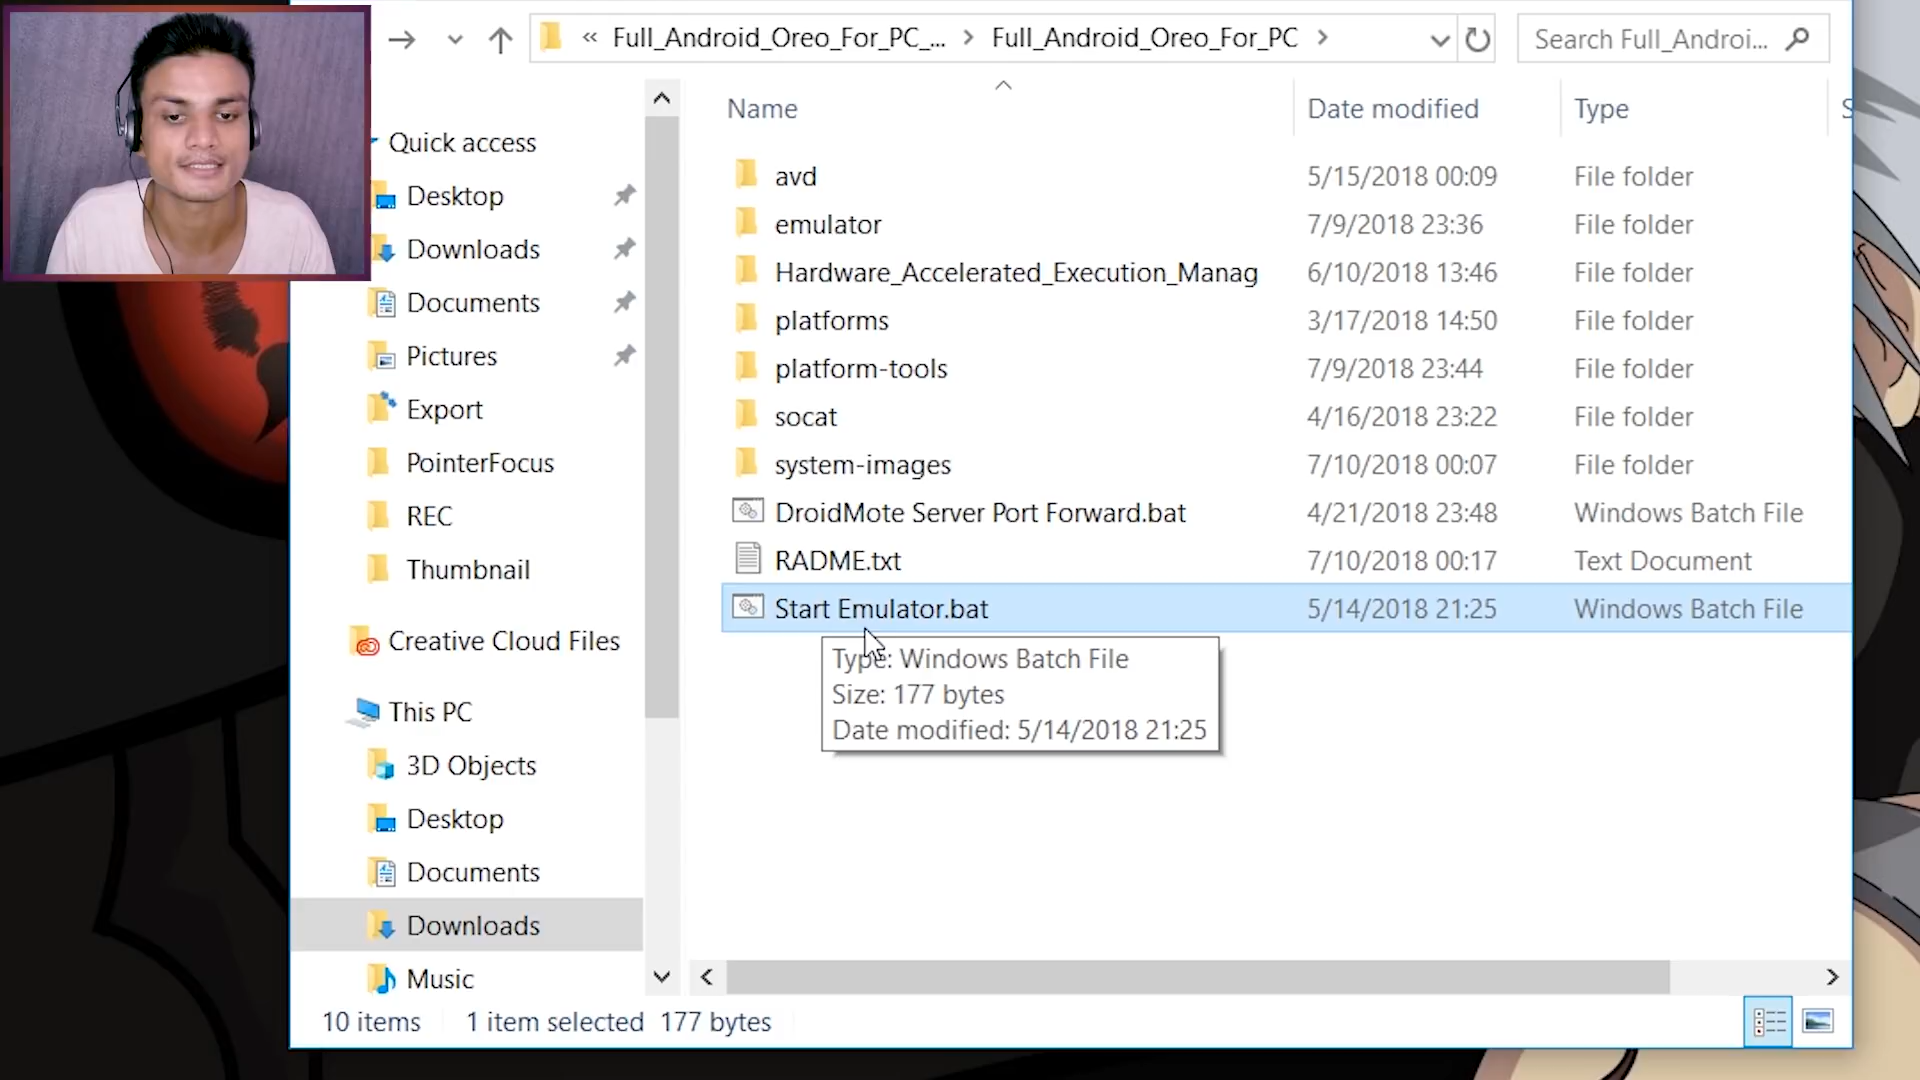 « Full_Android_Oreo_For_PC_... > Full_Android_Oreo_For_PC >
Search Full_Androi...
Name Date modified Type S
Quick access
Desktop
Downloads
Documents
Pictures
Export
PointerFocus
REC
Thumbnail
Creative Cloud Files
This PC
3D Objects
Desktop
Documents
Downloads
Music
avd 5/15/2018 00:09 File folder
emulator 7/9/2018 23:36 File folder
Hardware_Accelerated_Execution_Manag 6/10/2018 13:46 File folder
platforms 3/17/2018 14:50 File folder
platform-tools 7/9/2018 23:44 File folder
socat 4/16/2018 23:22 File folder
system-images 7/10/2018 00:07 File folder
DroidMote Server Port Forward.bat 4/21/2018 23:48 Windows Batch File
RADME.txt 7/10/2018 00:17 Text Document
Start Emulator.bat 5/14/2018 21:25 Windows Batch File
Type: Windows Batch File
Size: 177 bytes
Date modified: 5/14/2018 21:25
10 items 1 item selected 177 bytes